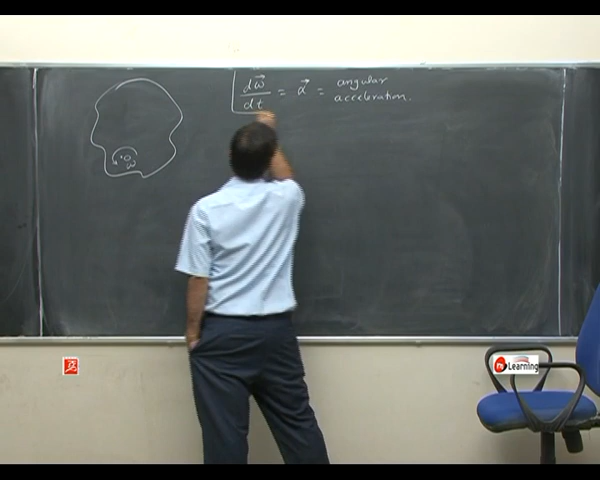 dω⃗/dt = α⃗ = angular
acceleration.
ω
Learning